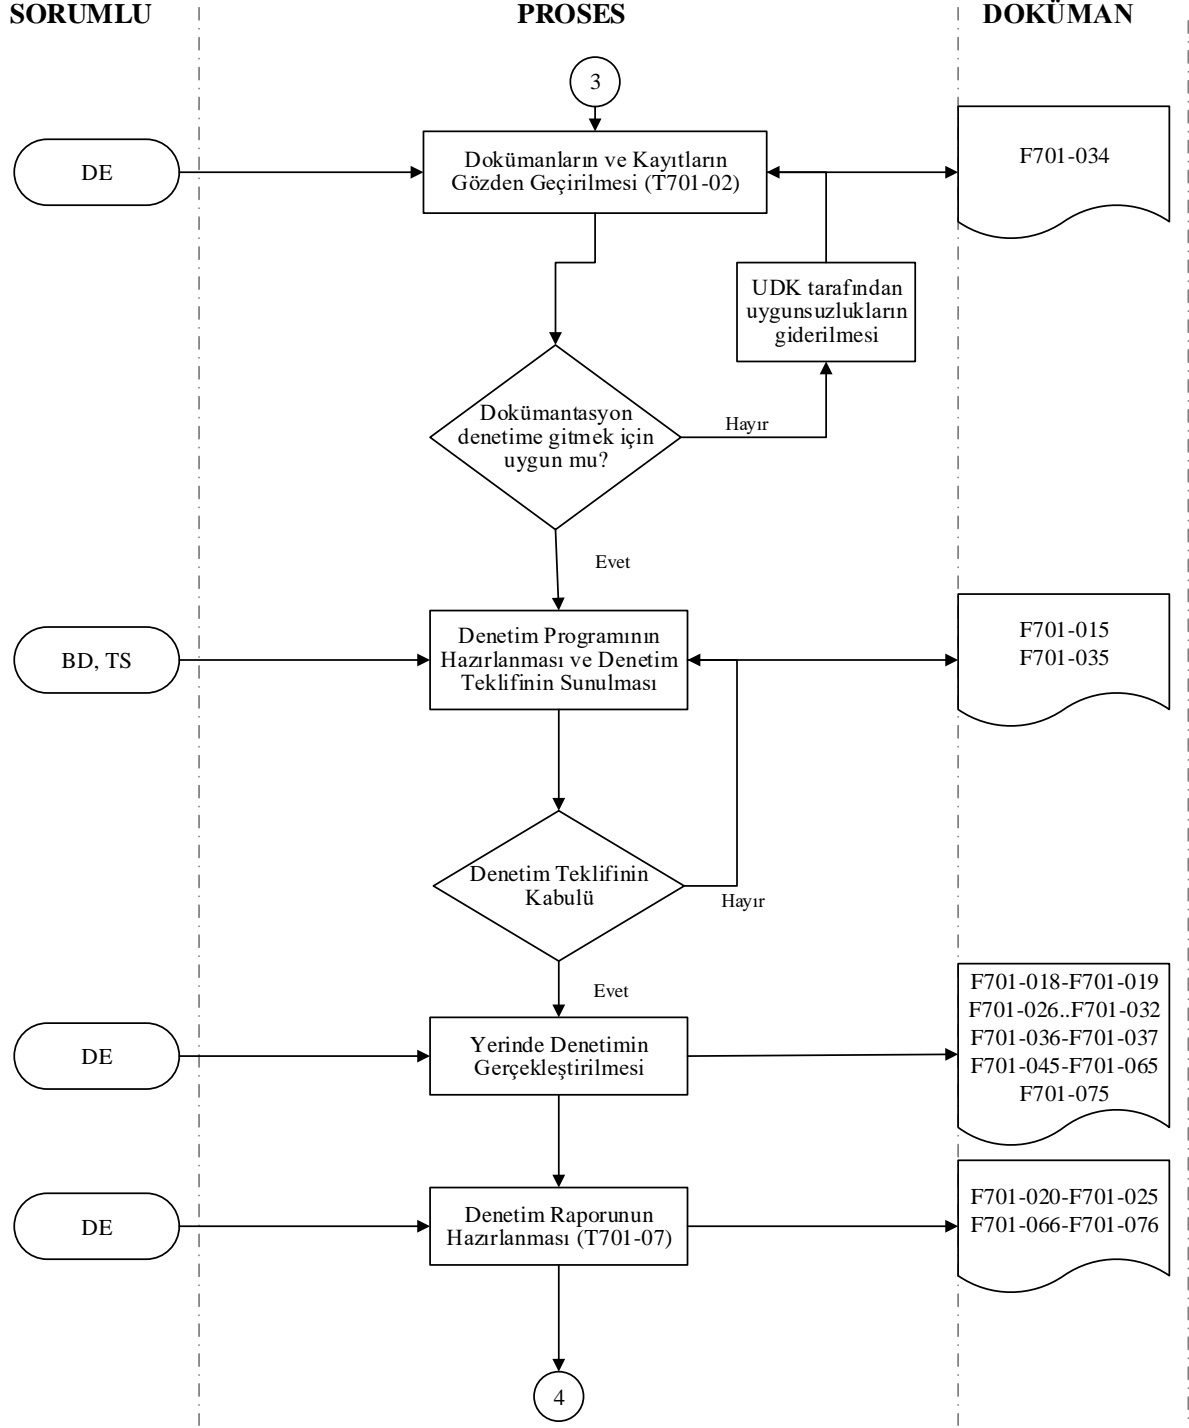 SORUMLU
PROSES
DOKÜMAN
3
DE
Dokümanların ve Kayıtların
Gözden Geçirilmesi (T701-02)
F701-034
UDK tarafından
uygunsuzlukların
giderilmesi
Dokümantasyon
denetime gitmek için
uygun mu?
Hayır
Evet
BD, TS
Denetim Programının
Hazırlanması ve Denetim
Teklifinin Sunulması
F701-015
F701-035
Denetim Teklifinin
Kabulü
Hayır
Evet
DE
Yerinde Denetimin
Gerçekleştirilmesi
F701-018-F701-019
F701-026..F701-032
F701-036-F701-037
F701-045-F701-065
F701-075
DE
Denetim Raporunun
Hazırlanması (T701-07)
F701-020-F701-025
F701-066-F701-076
4